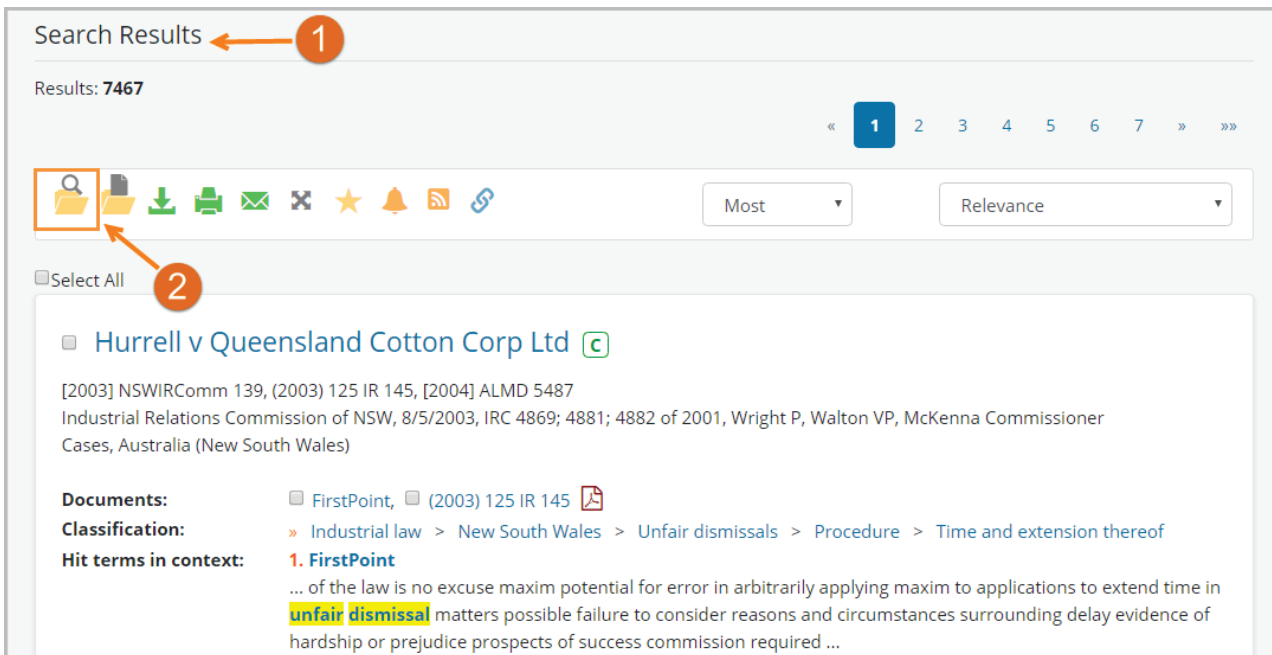 Search Results
1
Results: 7467
« 1 2 3 4 5 6 7 » »»
Most Relevance
Select All
2
Hurrell v Queensland Cotton Corp Ltd C
[2003] NSWIRComm 139, (2003) 125 IR 145, [2004] ALMD 5487
Industrial Relations Commission of NSW, 8/5/2003, IRC 4869; 4881; 4882 of 2001, Wright P, Walton VP, McKenna Commissioner
Cases, Australia (New South Wales)
Documents: FirstPoint, (2003) 125 IR 145
Classification: » Industrial law > New South Wales > Unfair dismissals > Procedure > Time and extension thereof
Hit terms in context: 1. FirstPoint
... of the law is no excuse maxim potential for error in arbitrarily applying maxim to applications to extend time in
unfair dismissal matters possible failure to consider reasons and circumstances surrounding delay evidence of
hardship or prejudice prospects of success commission required ...